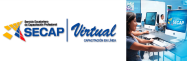 Servicio Ecuatoriano
de Capacitación Profesional
SECAP
Virtual
CAPACITACIÓN EN LÍNEA